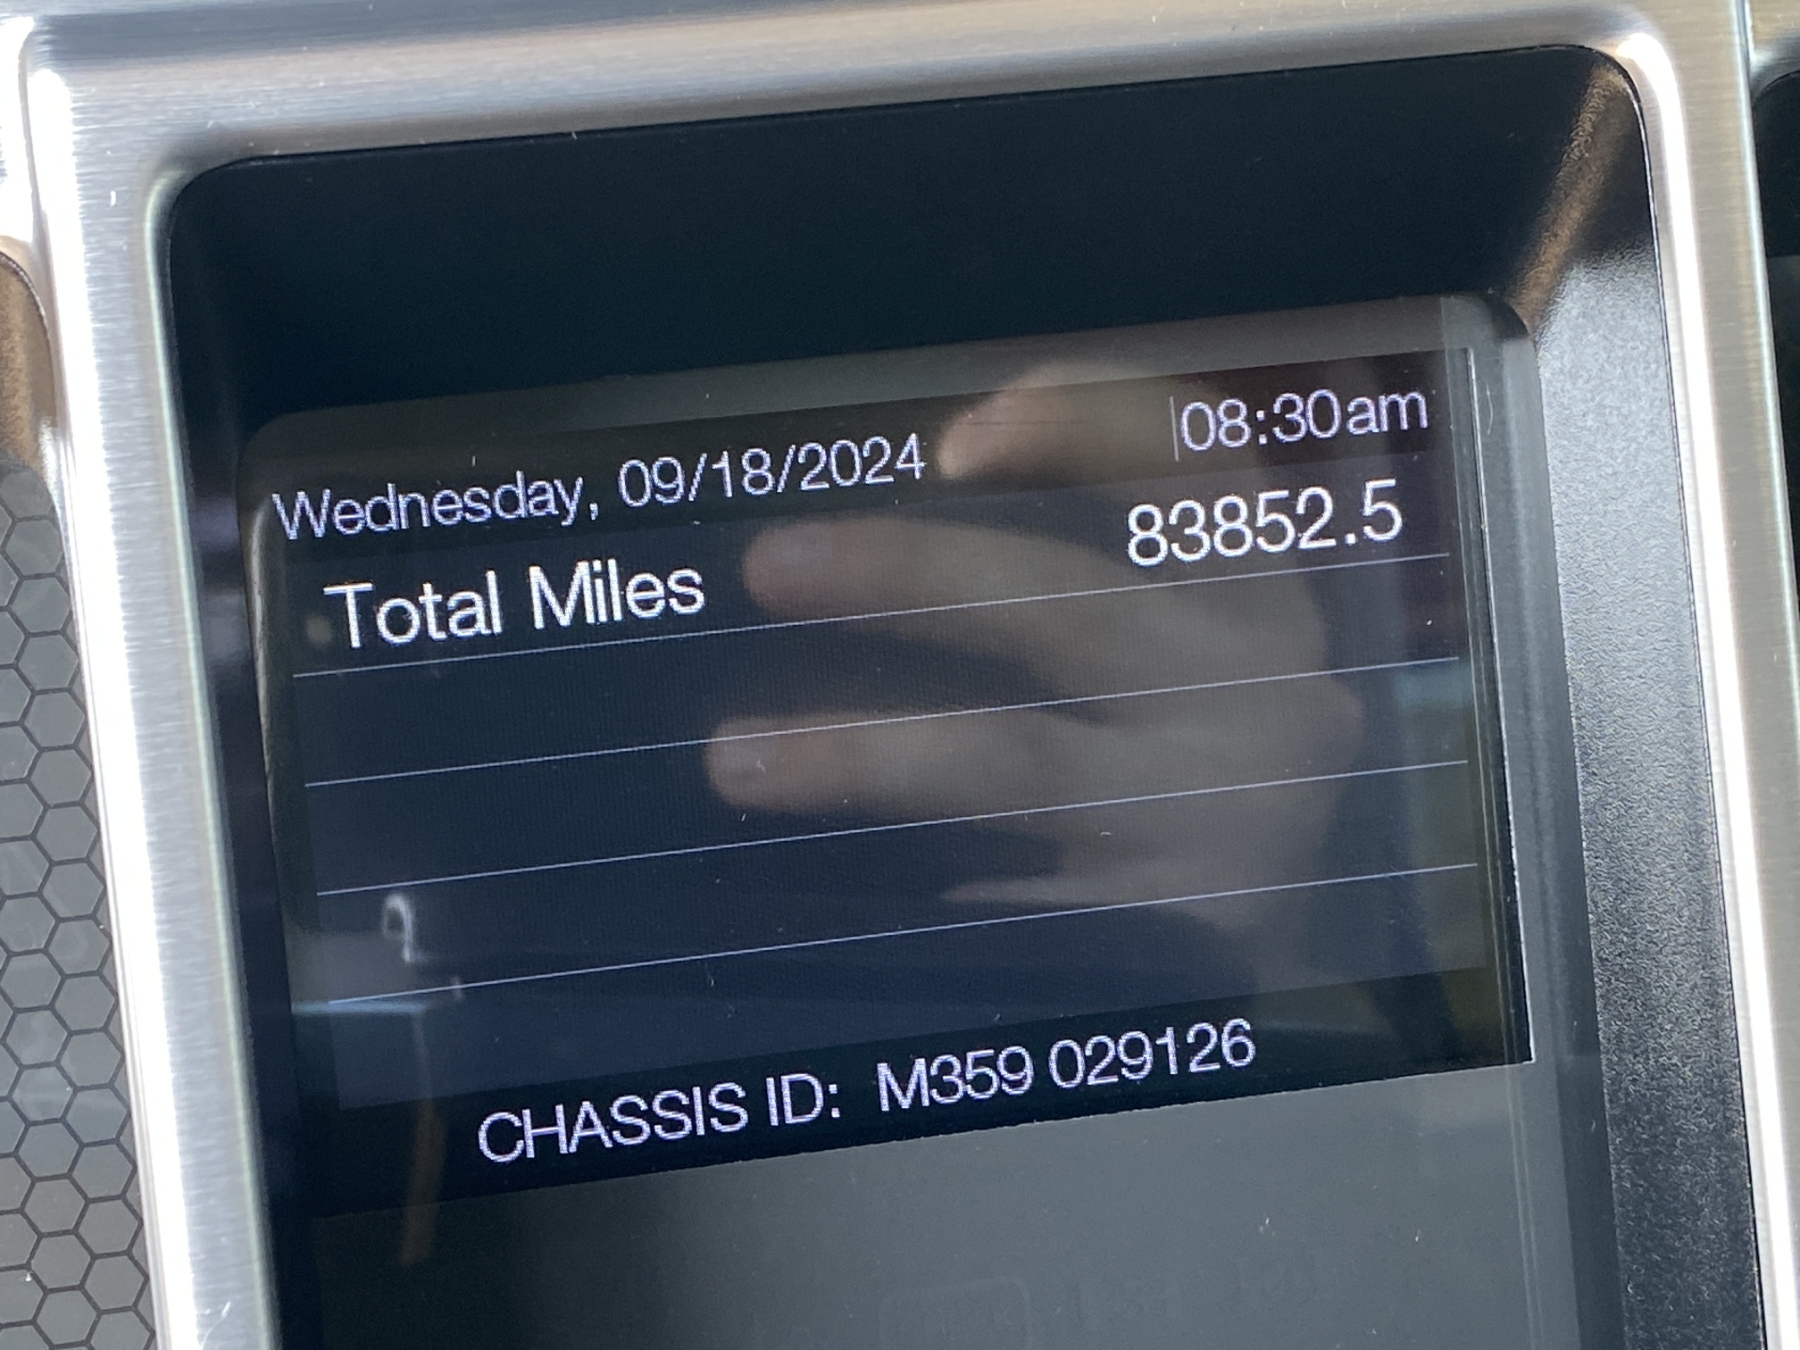 Wednesday, 09/18/2024 08:30am
Total Miles 83852.5
CHASSIS ID: M359 029126